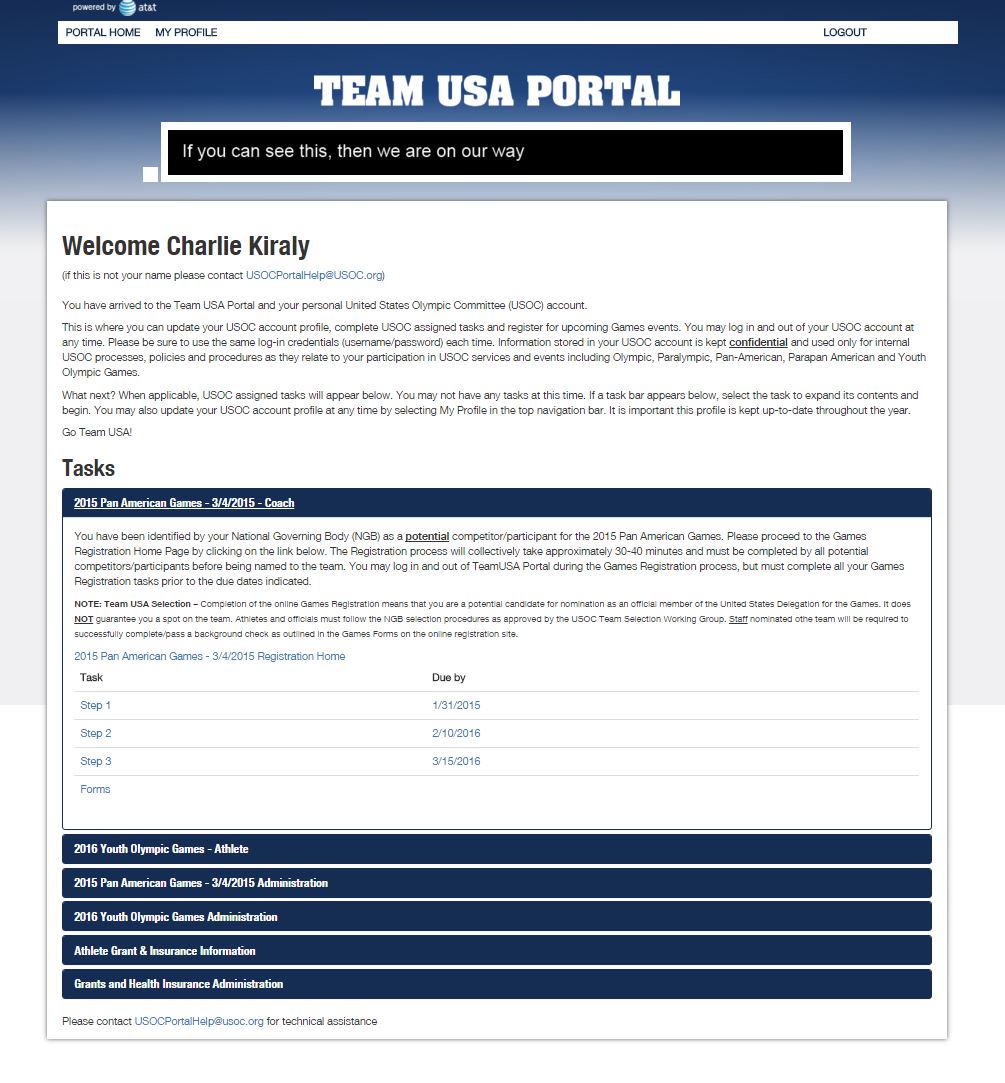 powered by at&t
PORTAL HOME MY PROFILE LOGOUT
TEAM USA PORTAL
If you can see this, then we are on our way
Welcome Charlie Kiraly
(if this is not your name please contact USOCPortalHelp@USOC.org)
You have arrived to the Team USA Portal and your personal United States Olympic Committee (USOC) account.
This is where you can update your USOC account profile, complete USOC assigned tasks and register for upcoming Games events. You may log in and out of your USOC account at
any time. Please be sure to use the same log-in credentials (username/password) each time. Information stored in your USOC account is kept confidential and used only for internal
USOC processes, policies and procedures as they relate to your participation in USOC services and events including Olympic, Paralympic, Pan-American, Parapan American and Youth
Olympic Games.
What next? When applicable, USOC assigned tasks will appear below. You may not have any tasks at this time. If a task bar appears below, select the task to expand its contents and
begin. You may also update your USOC account profile at any time by selecting My Profile in the top navigation bar. It is important this profile is kept up-to-date throughout the year.
Go Team USA!
Tasks
2015 Pan American Games - 3/4/2015 - Coach
You have been identified by your National Governing Body (NGB) as a potential competitor/participant for the 2015 Pan American Games. Please proceed to the Games
Registration Home Page by clicking on the link below. The Registration process will collectively take approximately 30-40 minutes and must be completed by all potential
competitors/participants before being named to the team. You may log in and out of TeamUSA Portal during the Games Registration process, but must complete all your Games
Registration tasks prior to the due dates indicated.
NOTE: Team USA Selection – Completion of the online Games Registration means that you are a potential candidate for nomination as an official member of the United States Delegation for the Games. It does
NOT guarantee you a spot on the team. Athletes and officials must follow the NGB selection procedures as approved by the USOC Team Selection Working Group. Staff nominated othe team will be required to
successfully complete/pass a background check as outlined in the Games Forms on the online registration site.
2015 Pan American Games - 3/4/2015 Registration Home
Task Due by
Step 1 1/31/2015
Step 2 2/10/2016
Step 3 3/15/2016
Forms
2016 Youth Olympic Games - Athlete
2015 Pan American Games - 3/4/2015 Administration
2016 Youth Olympic Games Administration
Athlete Grant & Insurance Information
Grants and Health Insurance Administration
Please contact USOCPortalHelp@usoc.org for technical assistance